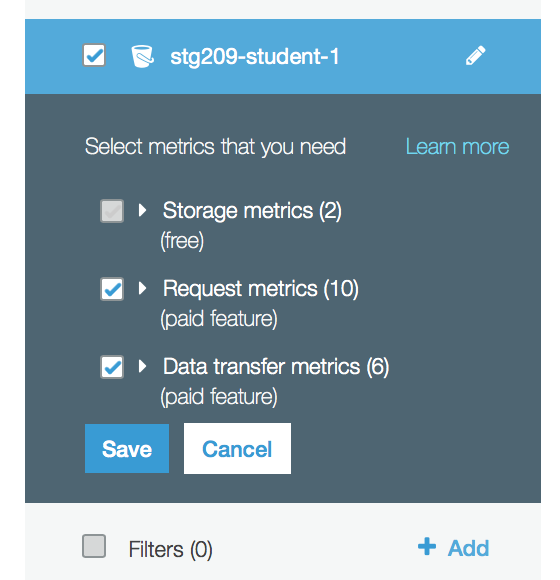 stg209-student-1
Select metrics that you need Learn more
Storage metrics (2)
(free)
Request metrics (10)
(paid feature)
Data transfer metrics (6)
(paid feature)
Save Cancel
Filters (0) + Add